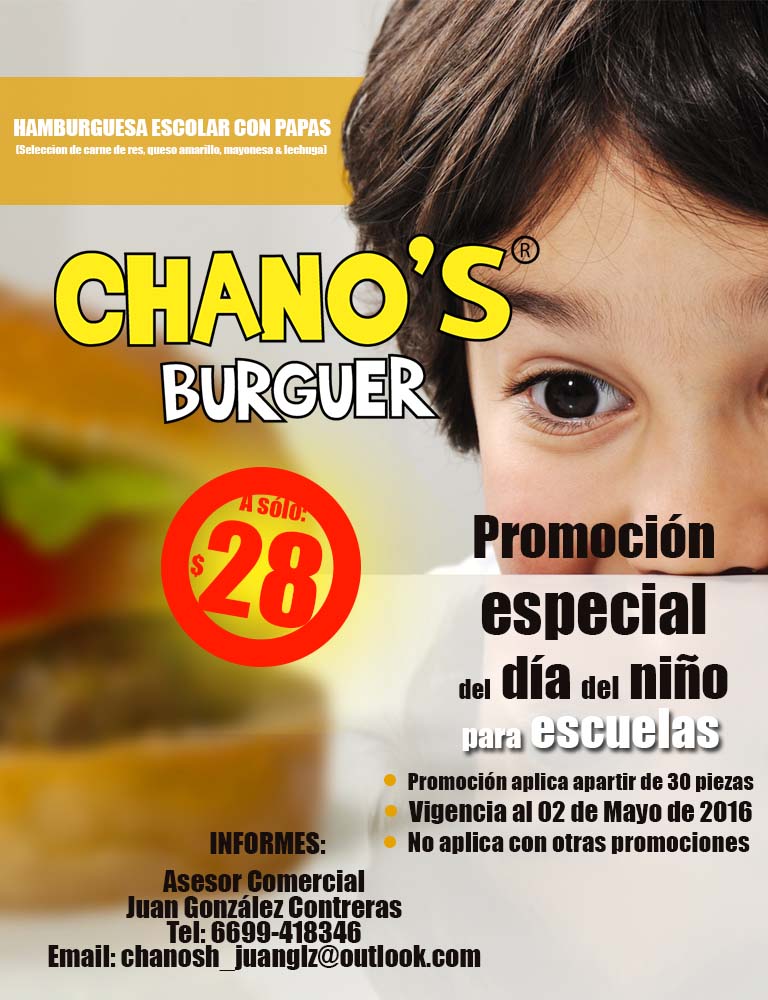 HAMBURGUESA ESCOLAR CON PAPAS
(Seleccion de carne de res, queso amarillo, mayonesa & lechuga)
CHANO'S®
BURGUER
A sólo:
$28
Promoción
especial
del día del niño
para escuelas
Promoción aplica apartir de 30 piezas
Vigencia al 02 de Mayo de 2016
No aplica con otras promociones
INFORMES:
Asesor Comercial
Juan González Contreras
Tel: 6699-418346
Email: chanosh_juanglz@outlook.com